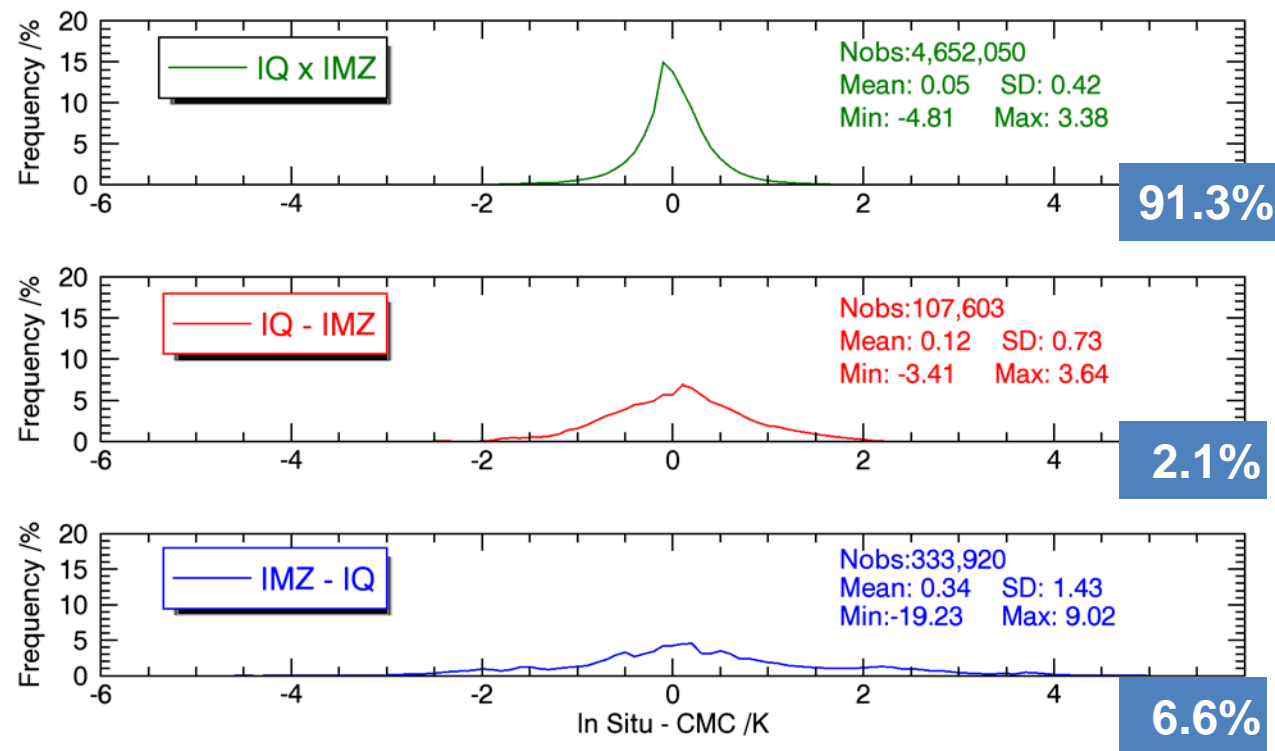 20
15
10
5
0
Frequency /%
IQ x IMZ
Nobs:4,652,050
Mean: 0.05 SD: 0.42
Min: -4.81 Max: 3.38
-6 -4 -2 0 2 4
91.3%
20
15
10
5
0
Frequency /%
IQ - IMZ
Nobs:107,603
Mean: 0.12 SD: 0.73
Min: -3.41 Max: 3.64
-6 -4 -2 0 2 4
2.1%
20
15
10
5
0
Frequency /%
IMZ - IQ
Nobs:333,920
Mean: 0.34 SD: 1.43
Min:-19.23 Max: 9.02
-6 -4 -2 0 2 4
In Situ - CMC /K
6.6%